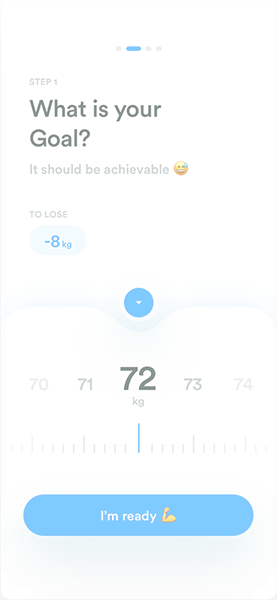 STEP 1
What is your
Goal?
It should be achievable 😅
TO LOSE
-8 kg
70 71 72 73 74
kg
I'm ready 💪